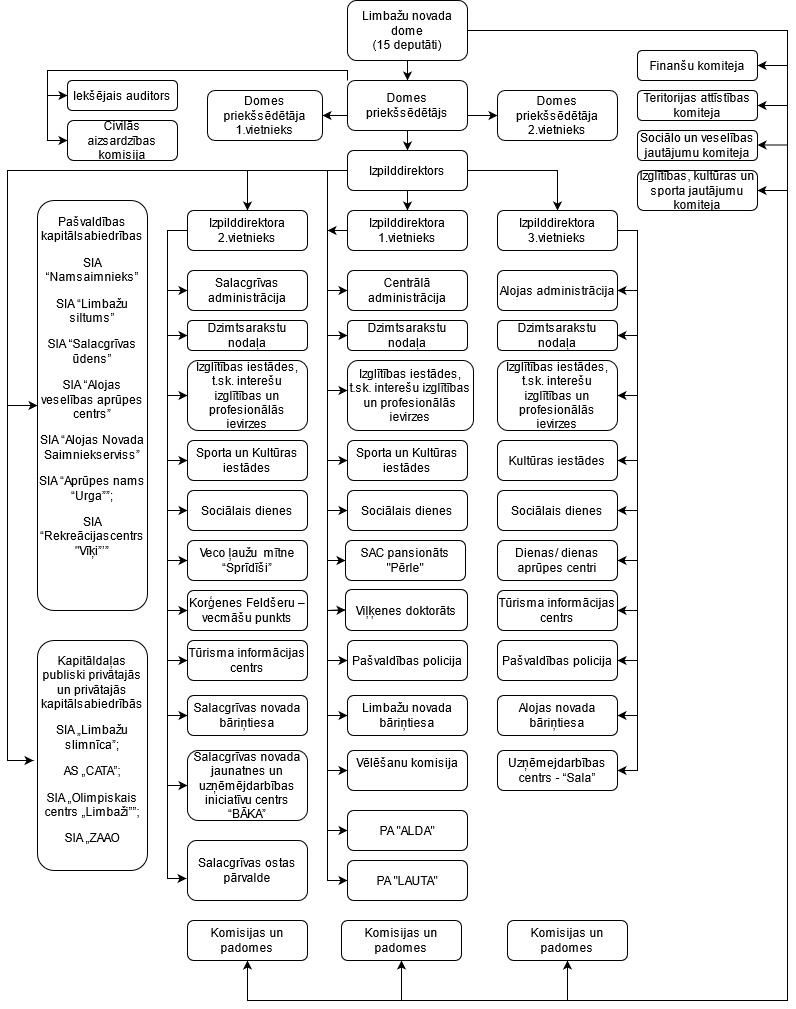 Limbažu novada
dome
(15 deputāti)
Finanšu komiteja
Teritorijas attīstības
komiteja
Sociālo un veselības
jautājumu komiteja
Izglītības, kultūras un
sporta jautājumu
komiteja
Iekšējais auditors
Civilās
aizsardzības
komisija
Domes
priekšsēdētāja
1.vietnieks
Domes
priekšsēdētājs
Domes
priekšsēdētāja
2.vietnieks
Izpilddirektors
Pašvaldības
kapitālsabiedrības
SIA
“Namsaimnieks”
SIA “Limbažu
siltums”
SIA “Salacgrīvas
ūdens”
SIA “Alojas
veselības aprūpes
centrs”
SIA “Alojas Novada
Saimniekserviss”
SIA “Aprūpes nams
“Urga””;
SIA
“Rekreācijas centrs
"Vīķi”’”
Kapitāldaļas
publiski privātajās
un privātajās
kapitālsabiedrībās
SIA „Limbažu
slimnīca”;
AS „CATA”;
SIA „Olimpiskais
centrs „Limbaži””;
SIA „ZAAO
Izpilddirektora
2.vietnieks
Salacgrīvas
administrācija
Dzimtsarakstu
nodaļa
Izglītības iestādes,
t.sk. interešu
izglītības un
profesionālās
ievirzes
Sporta un Kultūras
iestādes
Sociālais dienes
Veco ļaužu mītne
“Sprīdīši”
Korģenes Feldšeru –
vecmāšu punkts
Tūrisma informācijas
centrs
Salacgrīvas novada
bāriņtiesa
Salacgrīvas novada
jaunatnes un
uzņēmējdarbības
iniciatīvu centrs
“BĀKA”
Salacgrīvas ostas
pārvalde
Izpilddirektora
1.vietnieks
Centrālā
administrācija
Dzimtsarakstu
nodaļa
Izglītības iestādes,
t.sk. interešu izglītības
un profesionālās
ievirzes
Sporta un Kultūras
iestādes
Sociālais dienes
SAC pansionāts
"Pērle"
Viļķenes doktorāts
Pašvaldības policija
Limbažu novada
bāriņtiesa
Vēlēšanu komisija
PA "ALDA"
PA "LAUTA"
Izpilddirektora
3.vietnieks
Alojas administrācija
Dzimtsarakstu
nodaļa
Izglītības iestādes,
t.sk. interešu
izglītības un
profesionālās
ievirzes
Kultūras iestādes
Sociālais dienes
Dienas/ dienas
aprūpes centri
Tūrisma informācijas
centrs
Pašvaldības policija
Alojas novada
bāriņtiesa
Uzņēmejdarbības
centrs - “Sala”
Komisijas un
padomes
Komisijas un
padomes
Komisijas un
padomes